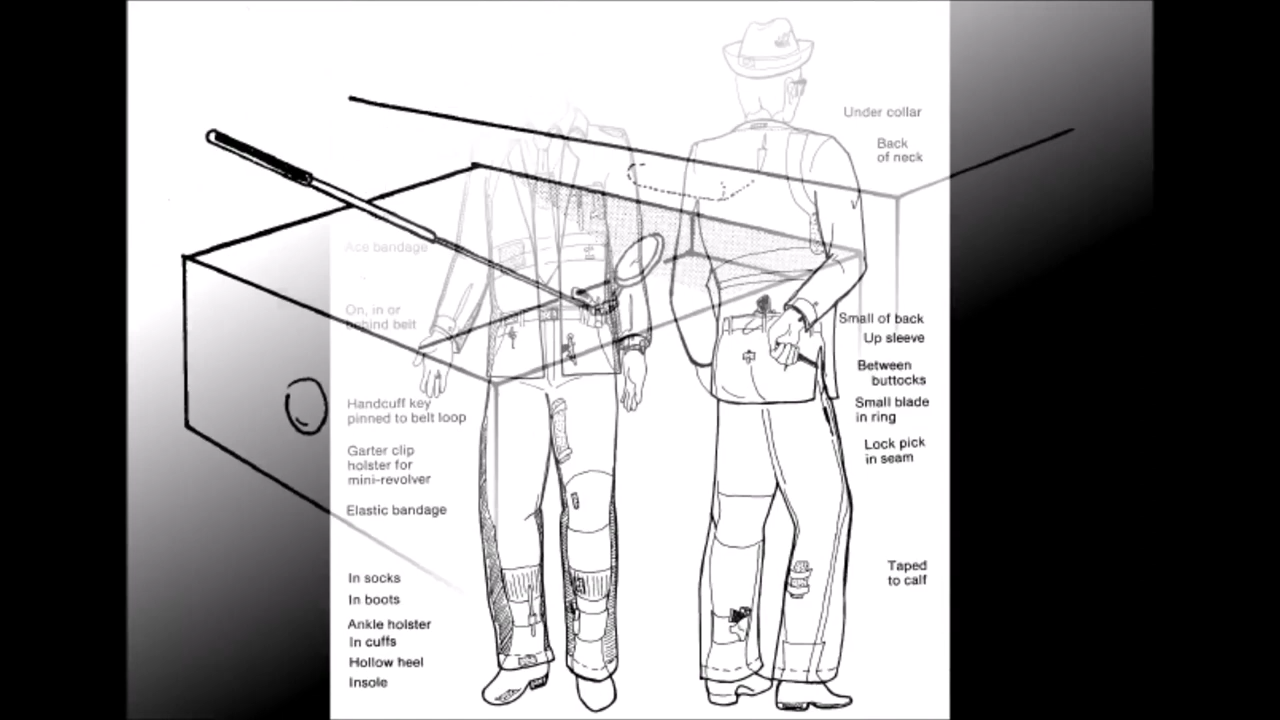 Ace bandage
On, in or
behind belt
Handcuff key
pinned to belt loop
Garter clip
holster for
mini-revolver
Elastic bandage
In socks
In boots
Ankle holster
In cuffs
Hollow heel
Insole
Under collar
Back
of neck
Small of back
Up sleeve
Between
buttocks
Small blade
in ring
Lock pick
in seam
Taped
to calf